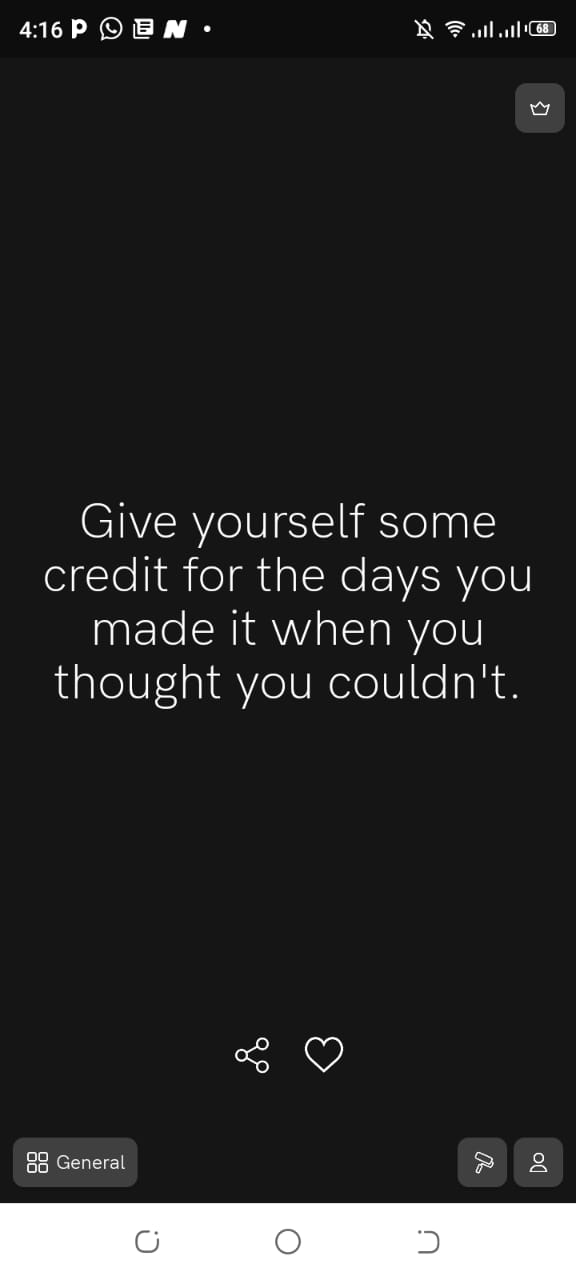 4:16
68
Give yourself some
credit for the days you
made it when you
thought you couldn't.
General